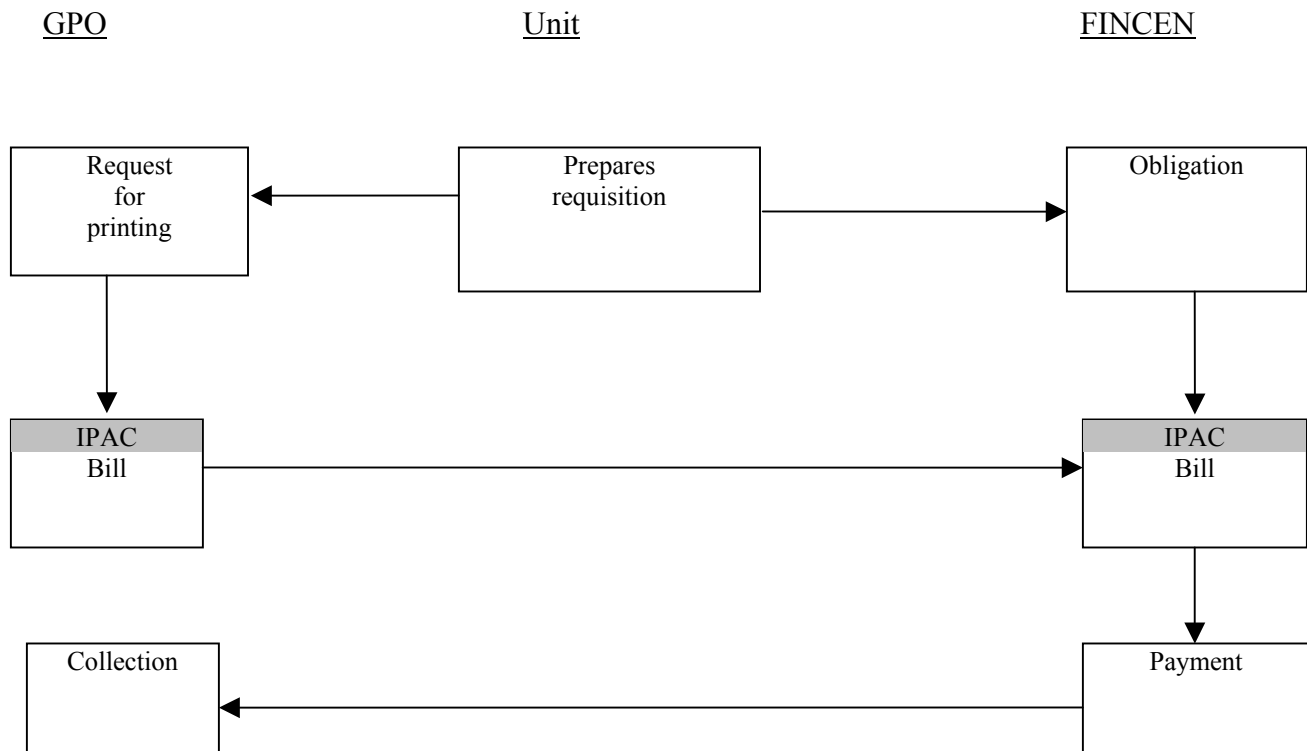 GPO Unit FINCEN
Request
for
printing
Prepares
requisition
Obligation
IPAC
Bill
IPAC
Bill
Collection
Payment